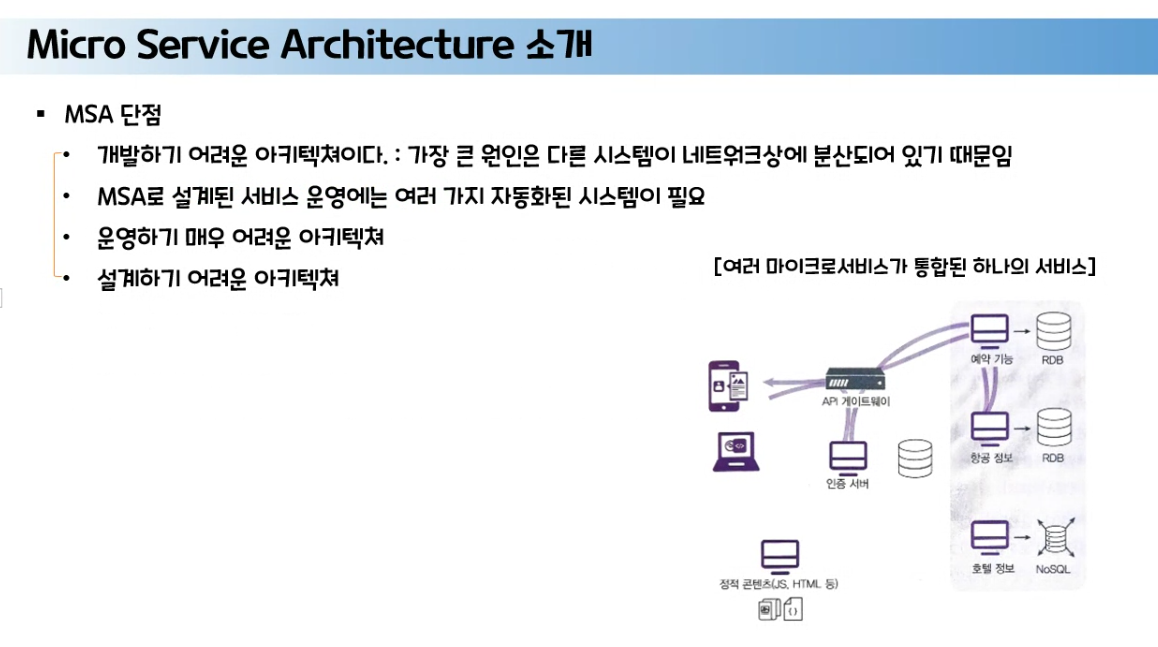 Micro Service Architecture 소개
▪ MSA 단점
• 개발하기 어려운 아키텍쳐이다. : 가장 큰 원인은 다른 시스템이 네트워크상에 분산되어 있기 때문임
• MSA로 설계된 서비스 운영에는 여러 가지 자동화된 시스템이 필요
• 운영하기 매우 어려운 아키텍쳐
• 설계하기 어려운 아키텍쳐
[여러 마이크로서비스가 통합된 하나의 서비스]
예약 기능
RDB
API 게이트웨이
항공 정보
RDB
인증 서버
호텔 정보
NoSQL
정적 콘텐츠(JS, HTML 등)